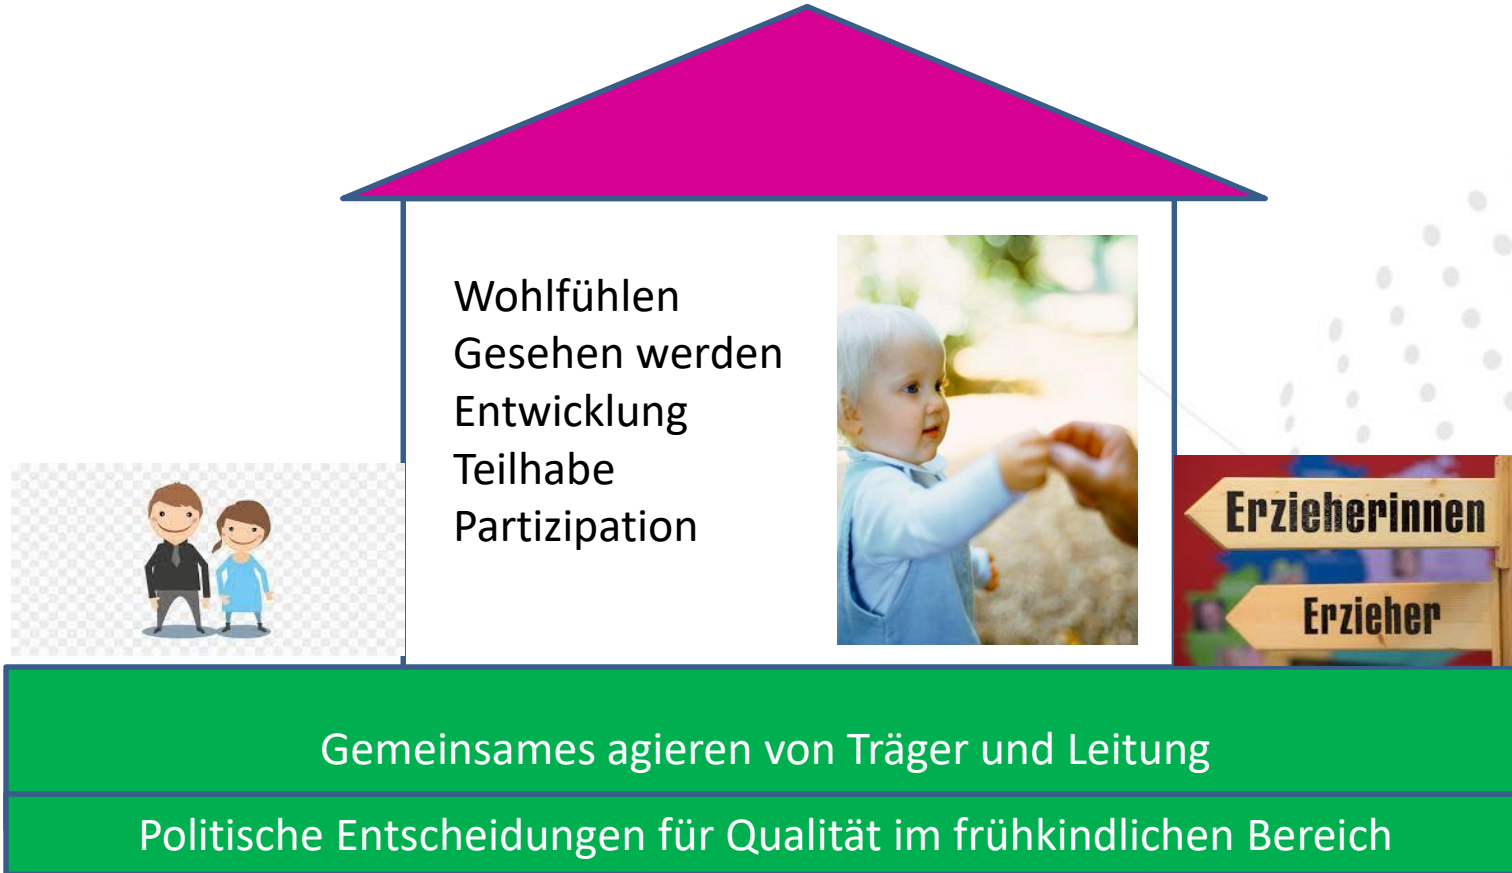 Wohlfühlen
Gesehen werden
Entwicklung
Teilhabe
Partizipation
Erzieherinnen
Erzieher
Gemeinsames agieren von Träger und Leitung
Politische Entscheidungen für Qualität im frühkindlichen Bereich